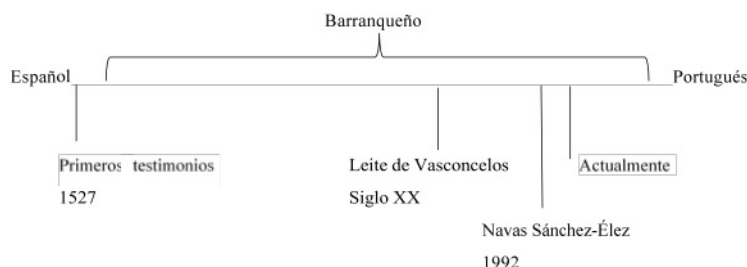 Barranqueño
Español
Portugués
Primeros testimonios
1527
Leite de Vasconcelos
Siglo XX
Actualmente
Navas Sánchez-Élez
1992